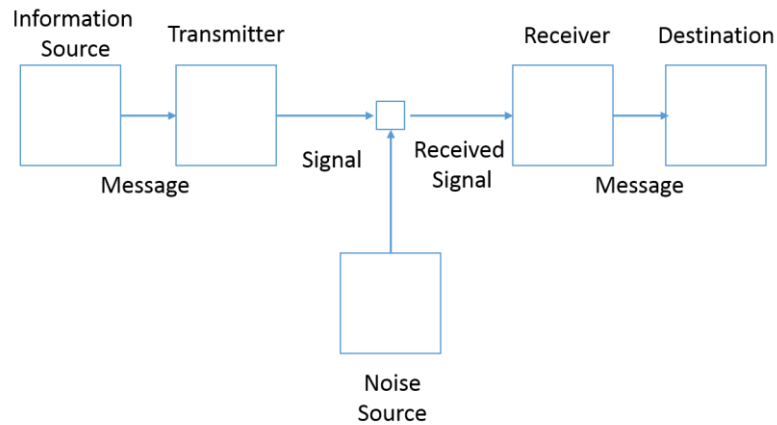 Information
Source
Transmitter
Receiver
Destination
Message
Signal
Received
Signal
Message
Noise
Source